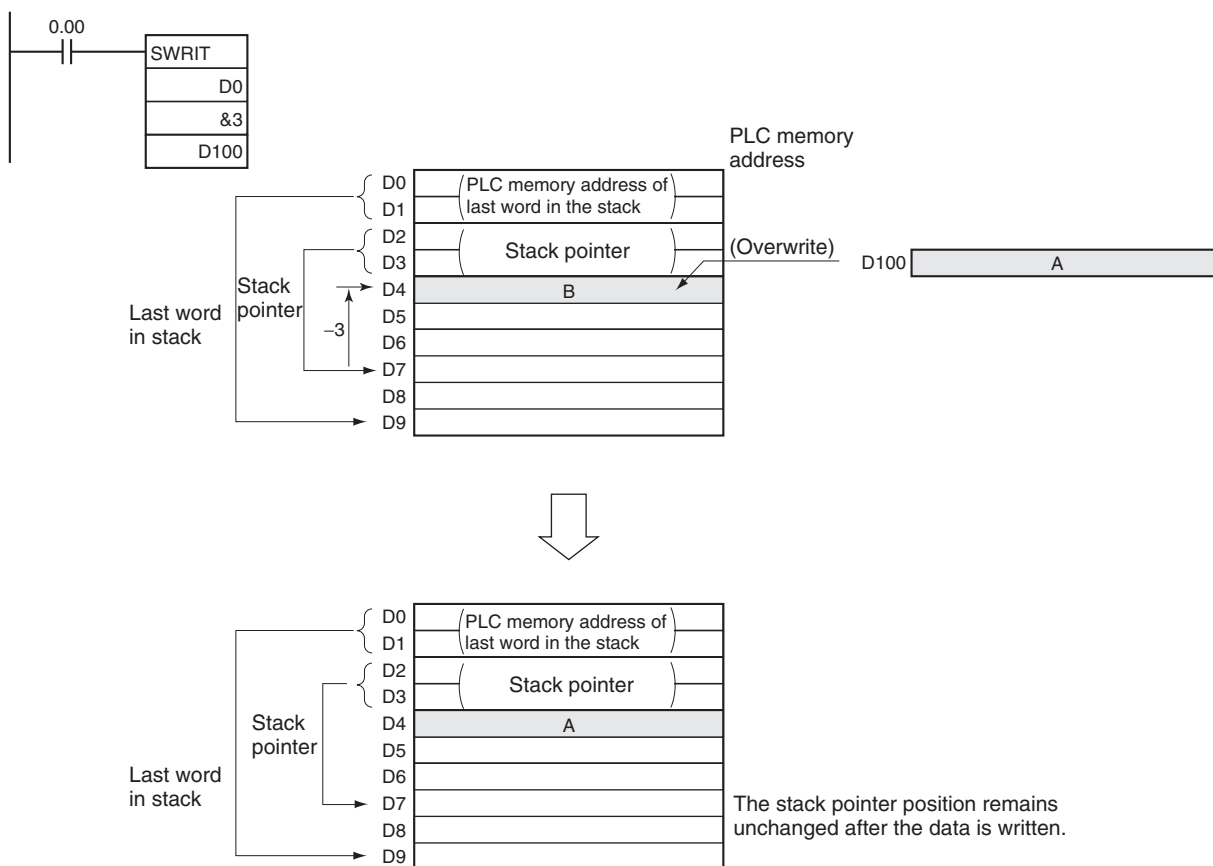 0.00
SWRIT
D0
&3
D100
PLC memory
address
D0
D1
D2
D3
D4
D5
D6
D7
D8
D9
(PLC memory address of
last word in the stack)
(Stack pointer)
B
(Overwrite)
D100
A
Stack
pointer
–3
Last word
in stack
D0
D1
D2
D3
D4
D5
D6
D7
D8
D9
(PLC memory address of
last word in the stack)
(Stack pointer)
A
Stack
pointer
Last word
in stack
The stack pointer position remains
unchanged after the data is written.